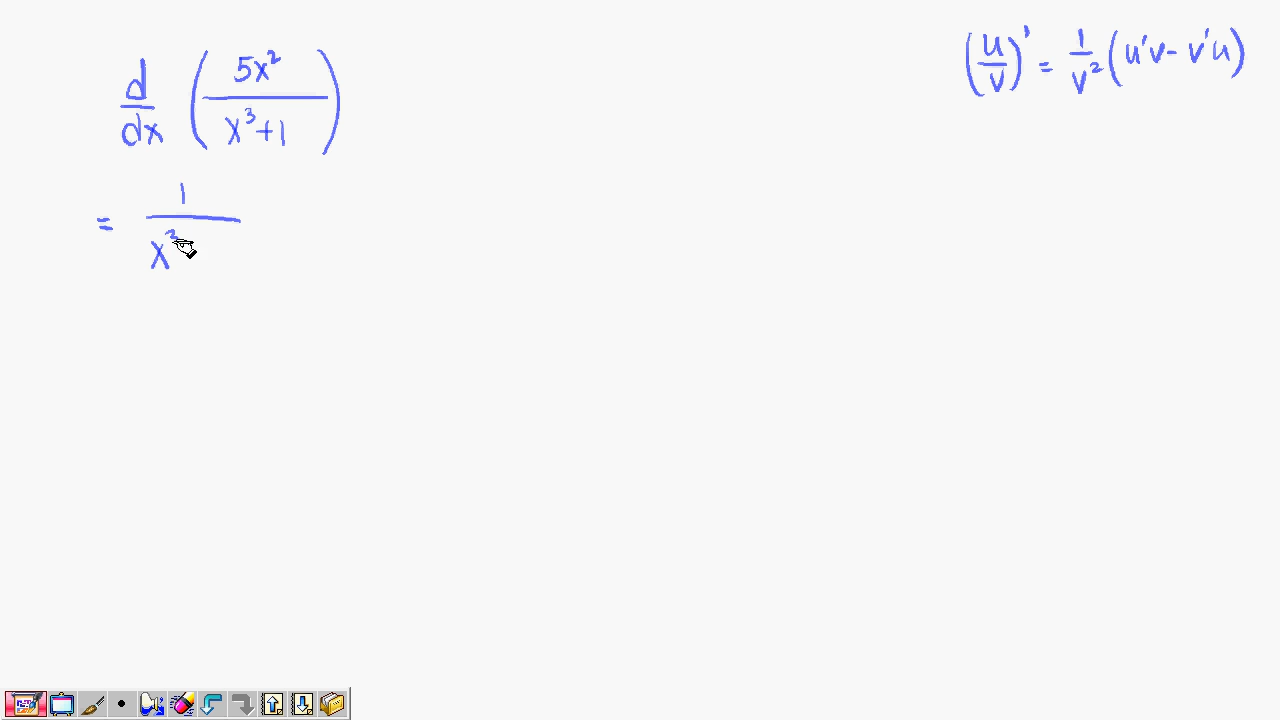 d/dx ( 5x² / x³+1 )
= 1 / x³
(u/v)' = 1/v² (u'v - v'u)